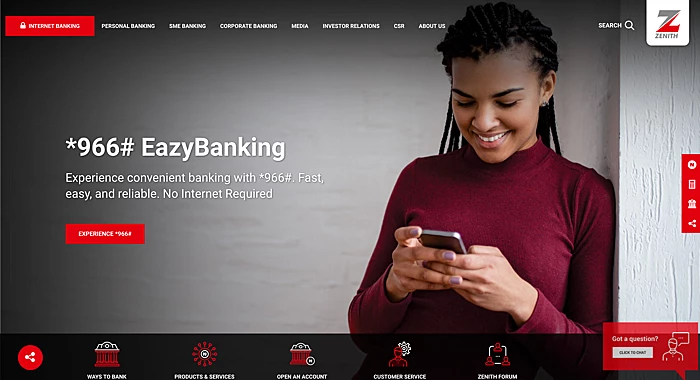 INTERNET BANKING
PERSONAL BANKING
SME BANKING
CORPORATE BANKING
MEDIA
INVESTOR RELATIONS
CSR
ABOUT US
SEARCH
ZENITH
*966# EazyBanking
Experience convenient banking with *966#. Fast,
easy, and reliable. No Internet Required
EXPERIENCE *966#
Got a question?
CLICK TO CHAT
WAYS TO BANK
PRODUCTS & SERVICES
OPEN AN ACCOUNT
CUSTOMER SERVICE
ZENITH FORUM